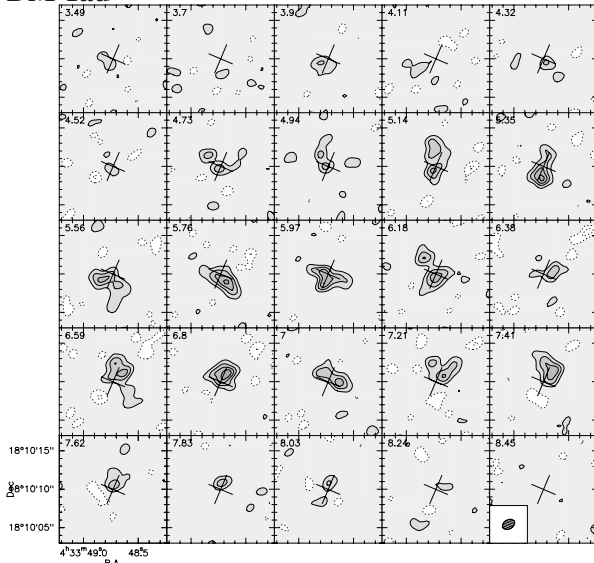 3.49 3.7 3.9 4.11 4.32
4.52 4.73 4.94 5.14 5.35
5.56 5.76 5.97 6.18 6.38
6.59 6.8 7 7.21 7.41
7.62 7.83 8.03 8.24 8.45
18°10'15"
18°10'10"
Dec
18°10'05"
4ʰ33ᵐ49.0ˢ 48.5
R.A.